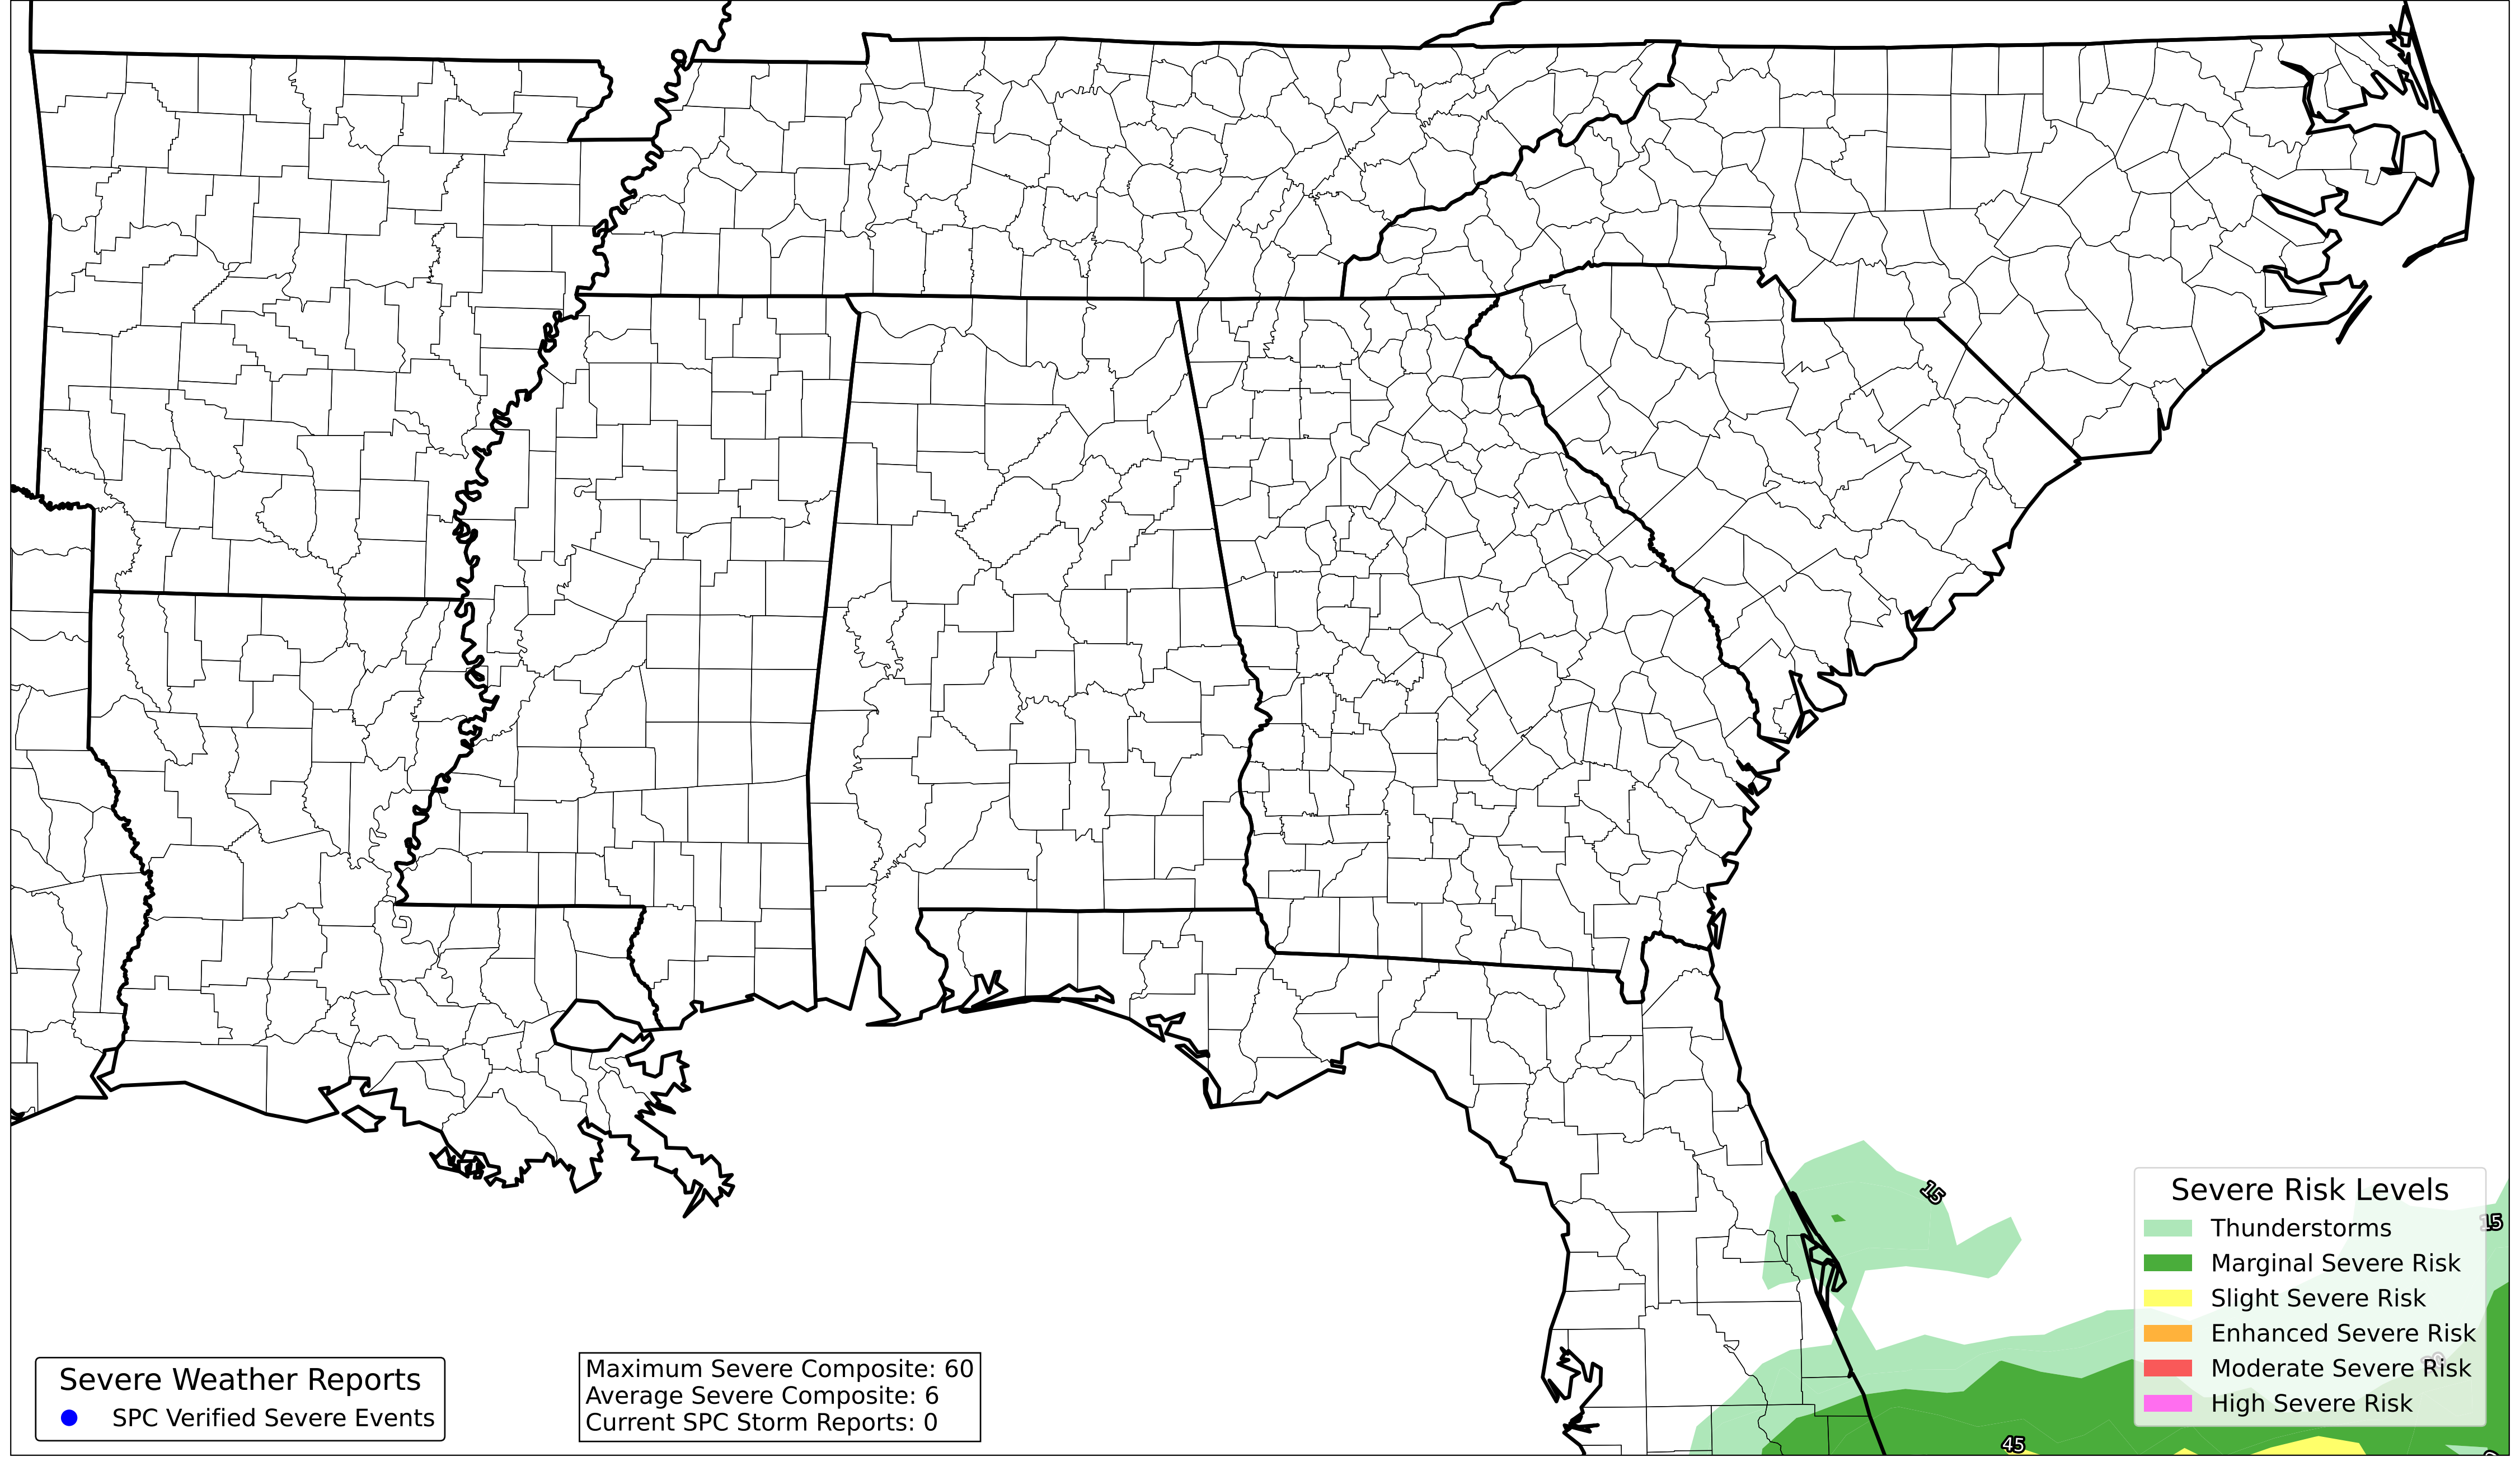 15
15
Severe Risk Levels
Thunderstorms
Marginal Severe Risk
Slight Severe Risk
Enhanced Severe Risk
Moderate Severe Risk
High Severe Risk
Severe Weather Reports
SPC Verified Severe Events
Maximum Severe Composite: 60
Average Severe Composite: 6
Current SPC Storm Reports: 0
45